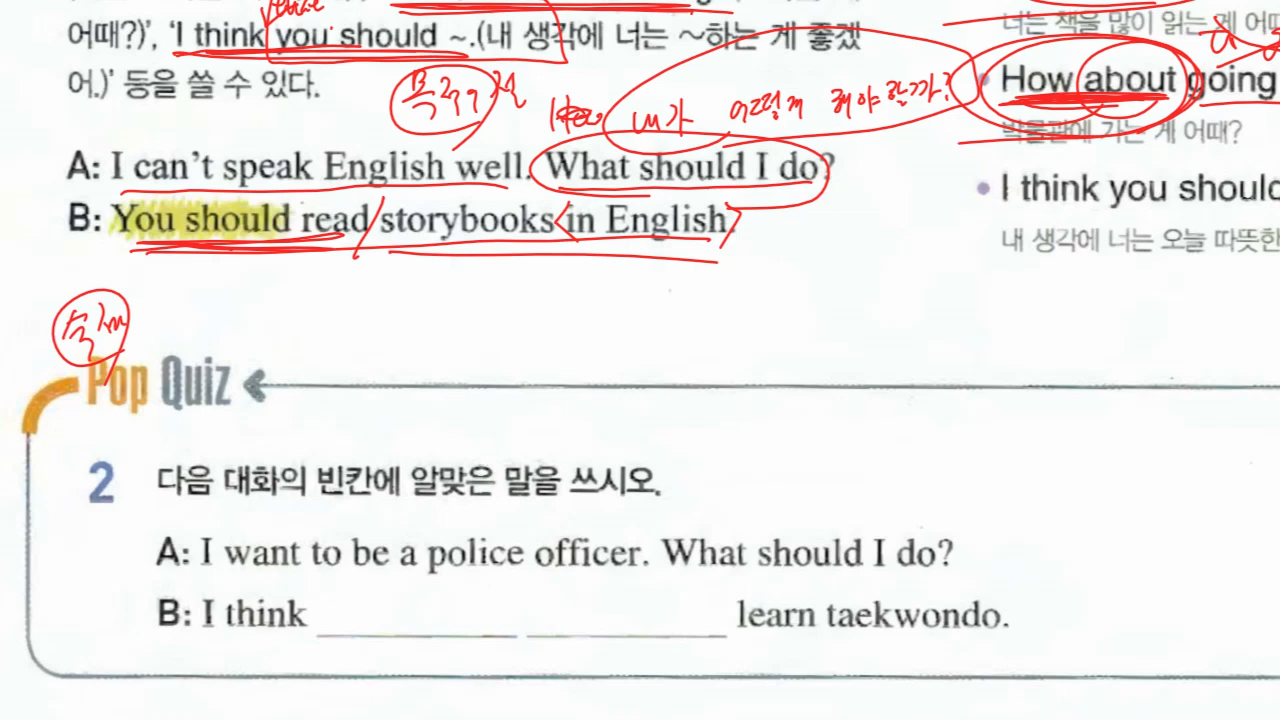 어때?)', 'I think you should ~.(내 생각에 너는 ~하는 게 좋겠
어.)' 등을 쓸 수 있다.
내가 어떻게 해야 할까?
A: I can't speak English well. What should I do?
B: You should read storybooks in English.
너는 책을 많이 읽는 게 어때
How about going
박물관에 가는 게 어때?
• I think you should
내 생각에 너는 오늘 따뜻한
숙제
Pop Quiz
2 다음 대화의 빈칸에 알맞은 말을 쓰시오.
A: I want to be a police officer. What should I do?
B: I think ____________ ____________ learn taekwondo.